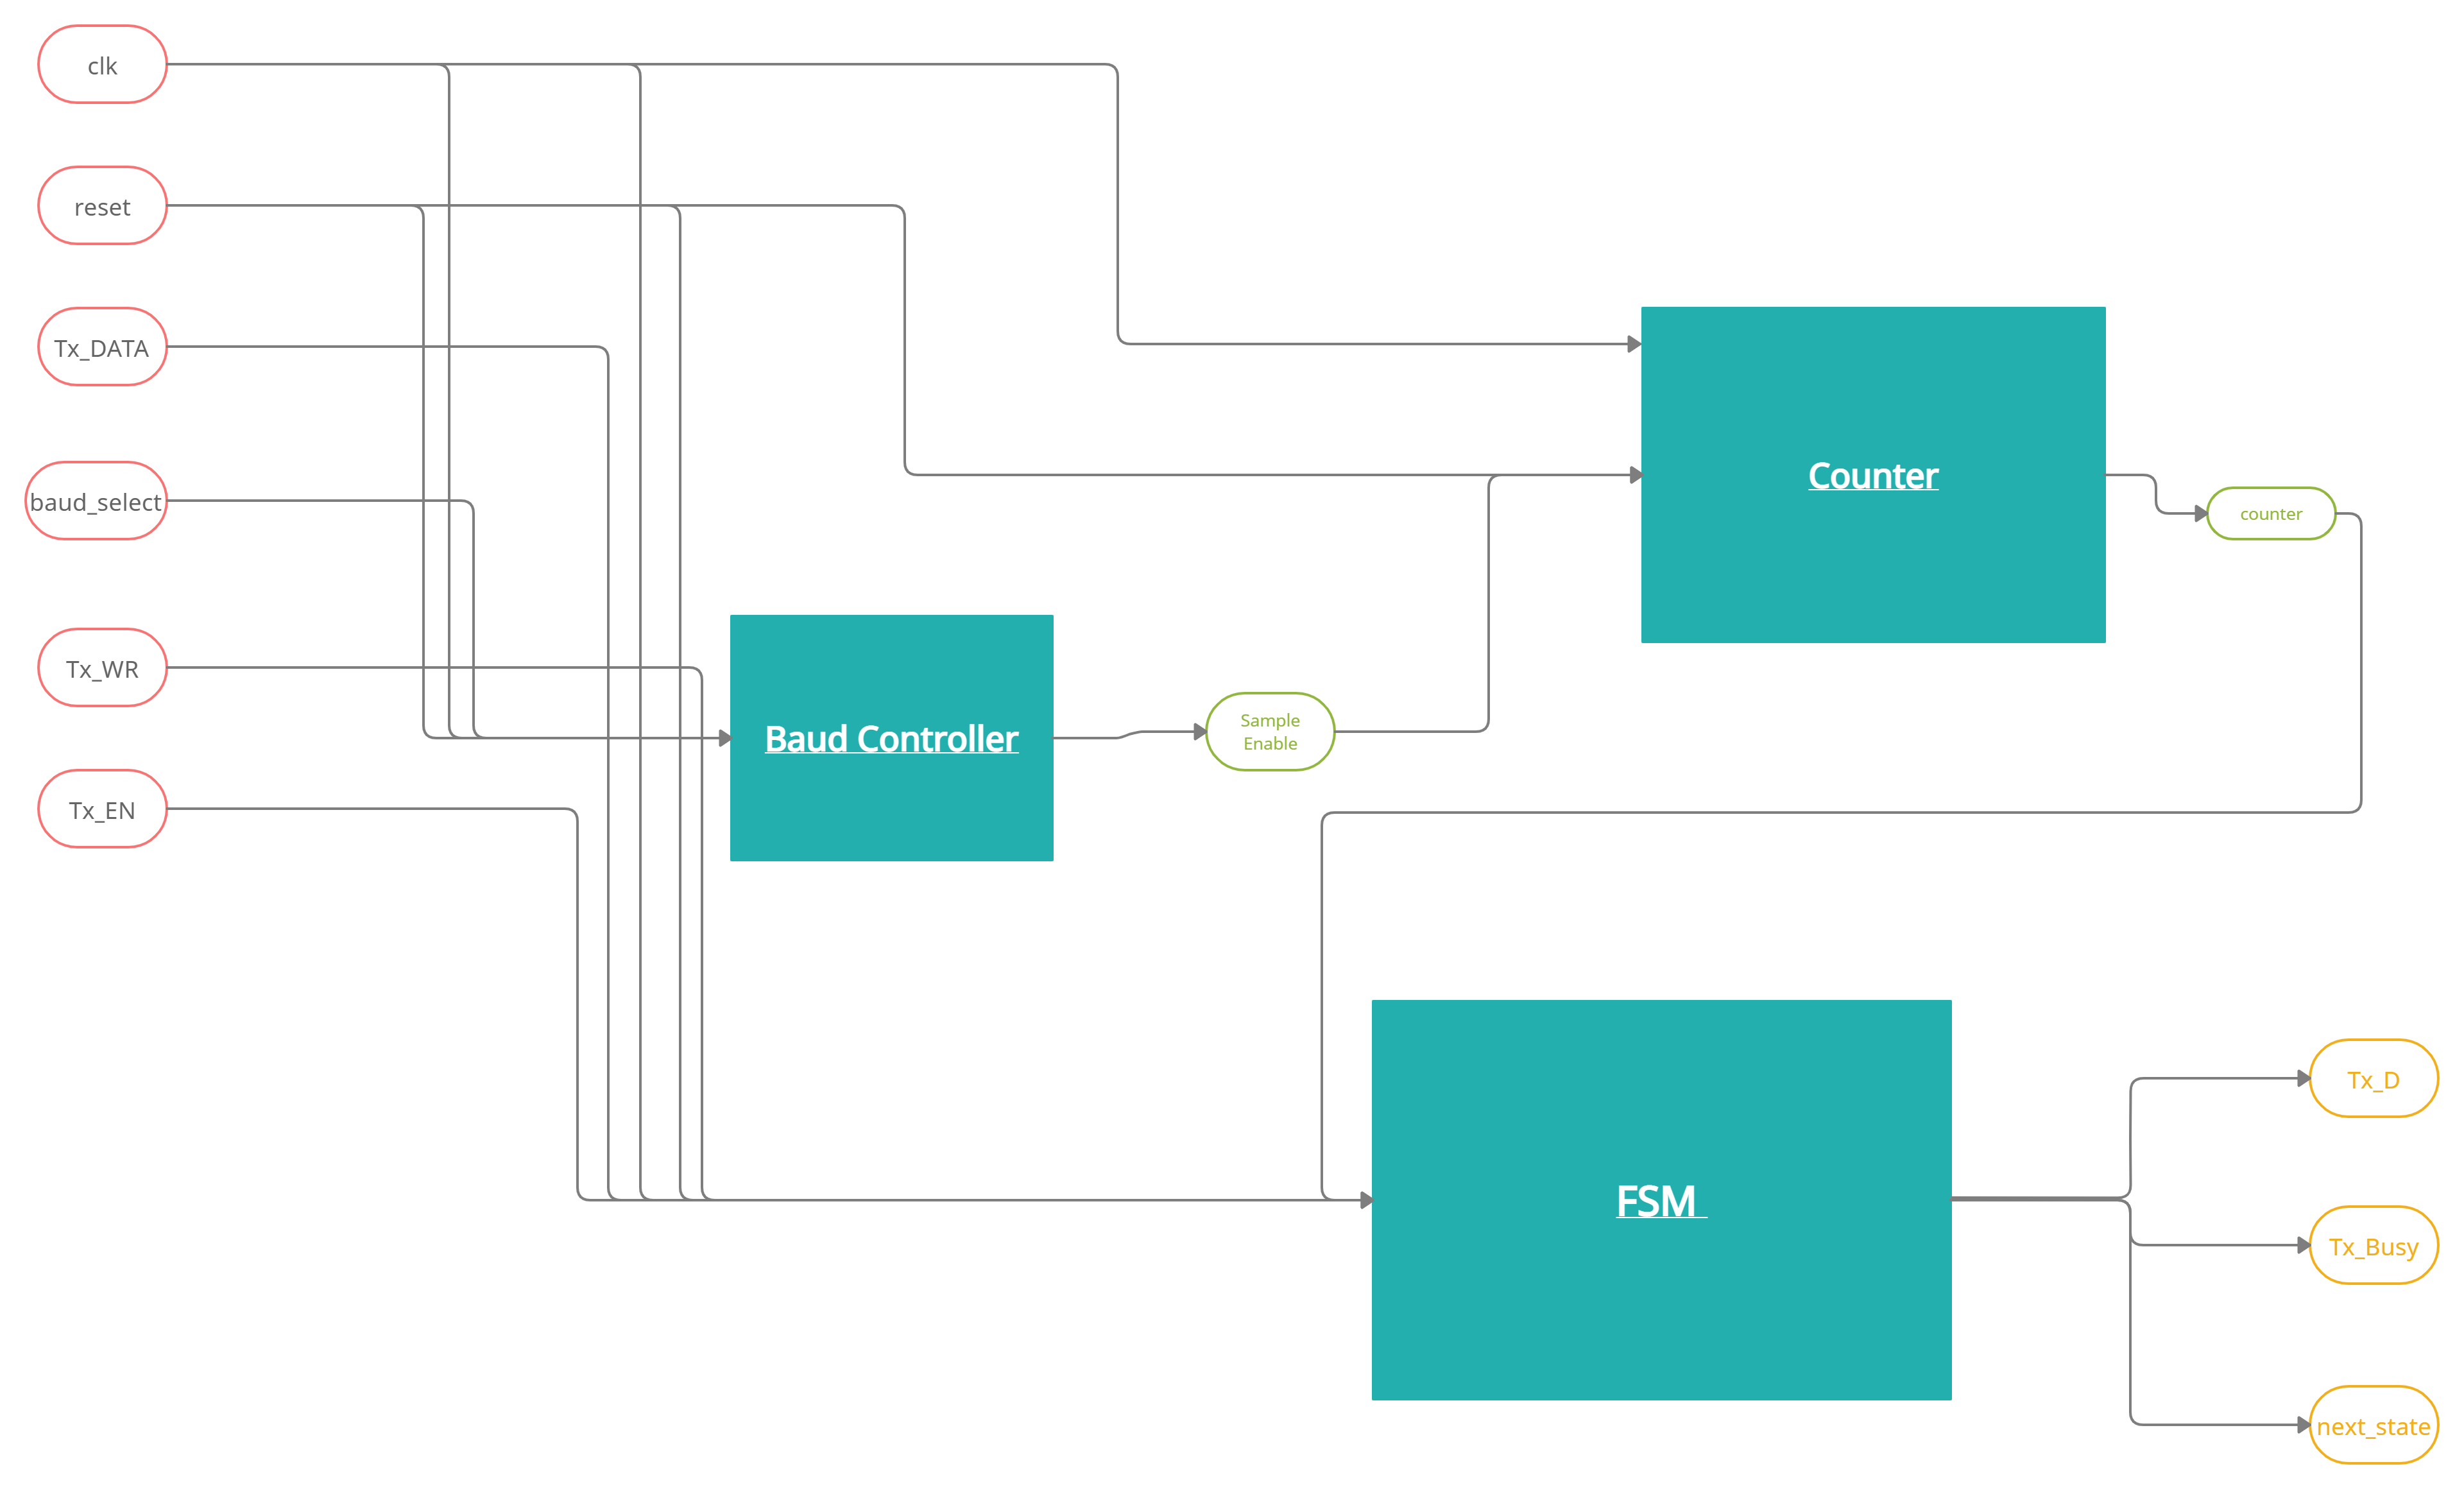 clk
reset
Tx_DATA
baud_select
Tx_WR
Tx_EN
Baud Controller
Sample
Enable
Counter
counter
FSM
Tx_D
Tx_Busy
next_state